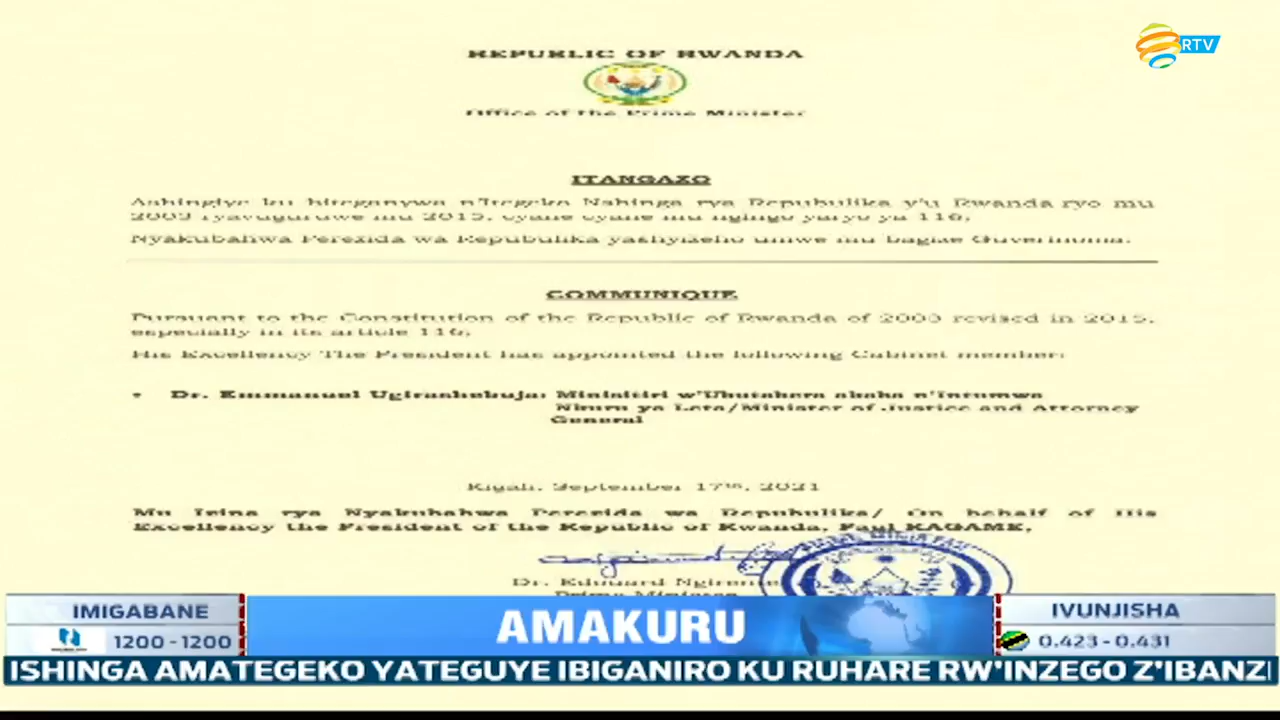 RTV
REPUBLIC OF RWANDA
Office of the Prime Minister
ITANGAZO
Ashingiye ku biteganywa n'Itegeko Nshinga rya Repubulika y'u Rwanda ryo mu
2003 ryavuguruwe mu 2015, cyane cyane mu ngingo yaryo ya 116,
Nyakubahwa Perezida wa Repubulika yashyizeho umwe mu bagize Guverinoma.
COMMUNIQUE
Pursuant to the Constitution of the Republic of Rwanda of 2003 revised in 2015,
especially in its article 116,
His Excellency The President has appointed the following Cabinet member:
• Dr. Emmanuel Ugirashebuja: Minisitiri w'Ubutabera akaba n'Intumwa
Nkuru ya Leta/Minister of Justice and Attorney
General
Kigali, September 17th, 2021
Mu Izina rya Nyakubahwa Perezida wa Repubulika/ On behalf of His
Excellency the President of the Republic of Rwanda, Paul KAGAME,
Dr. Edouard
Prime Minister
IMIGABANE
1200 - 1200
AMAKURU
IVUNJISHA
0.423 - 0.431
ISHINGA AMATEGEKO YATEGUYE IBIGANIRO KU RUHARE RW'INZEGO Z'IBANZ